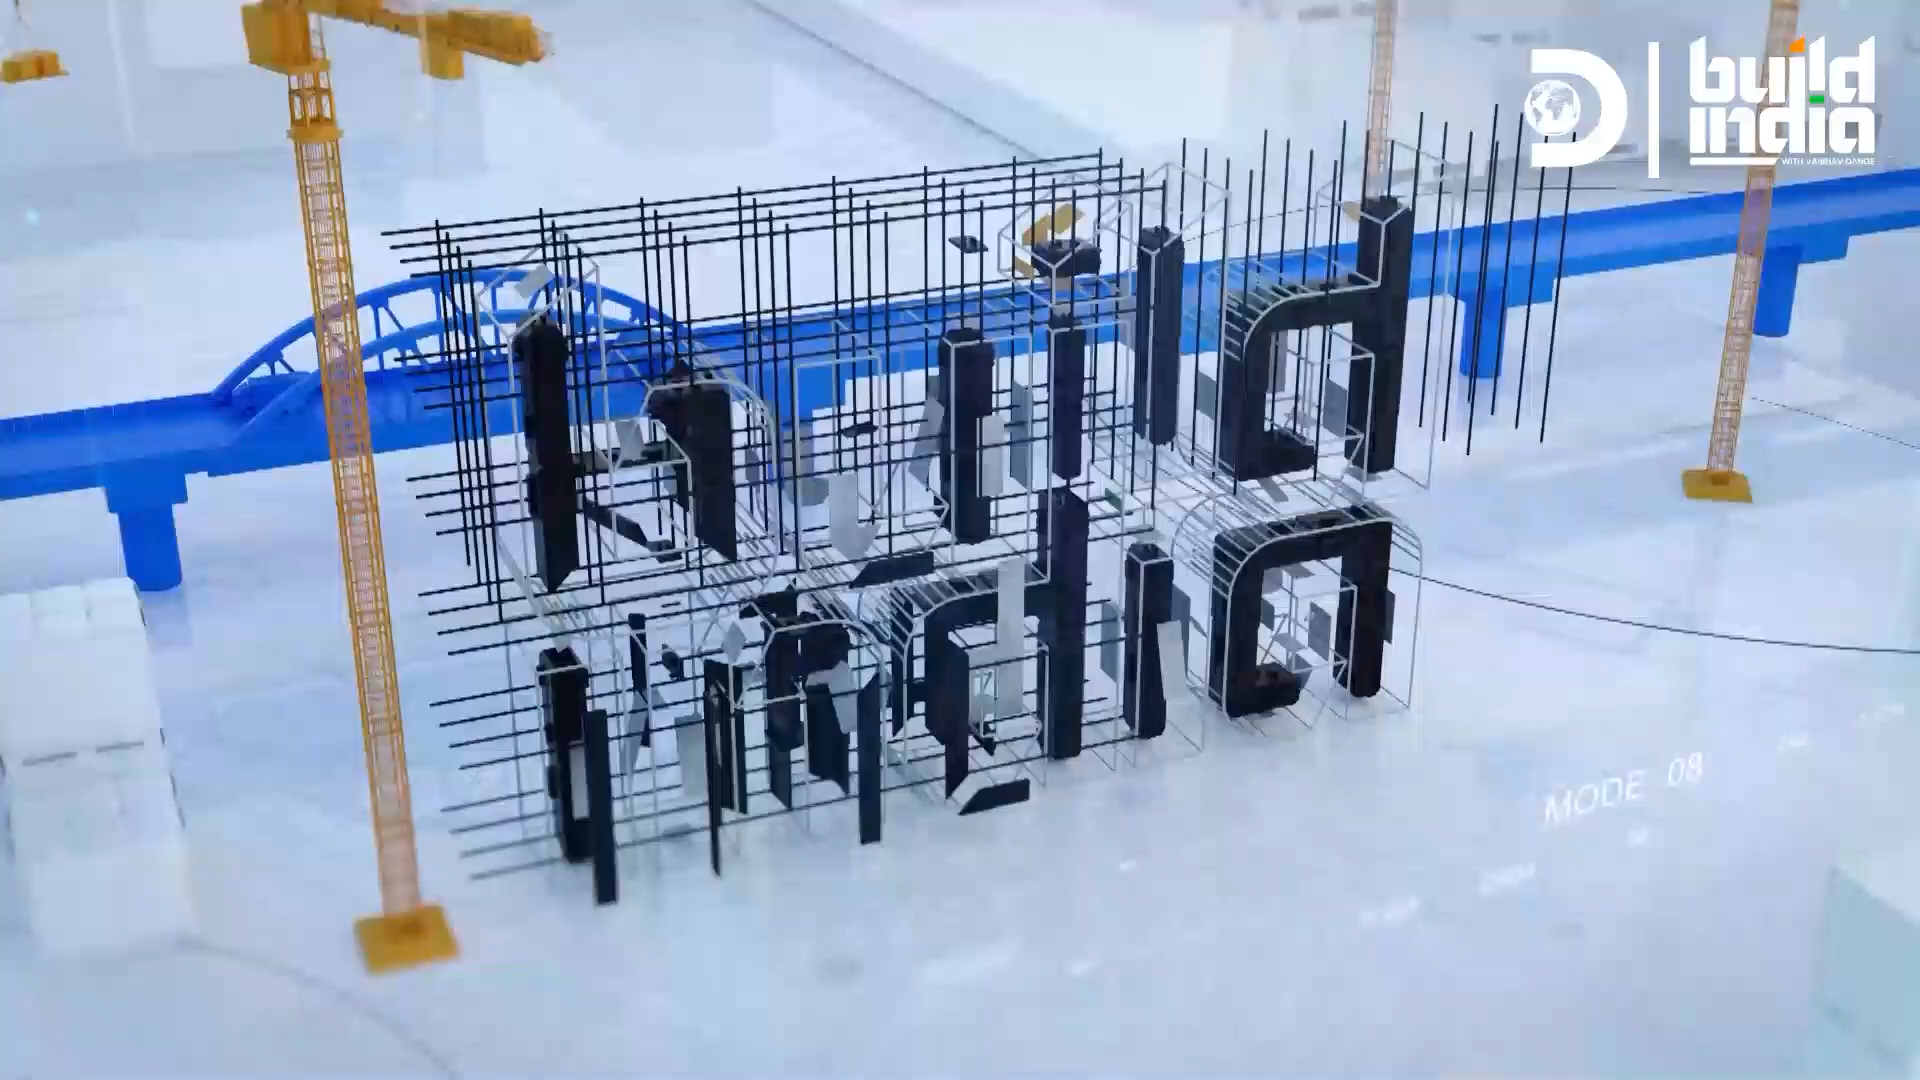 build
india
WITH VAIBHAV DANGE
build
india
MODE 08